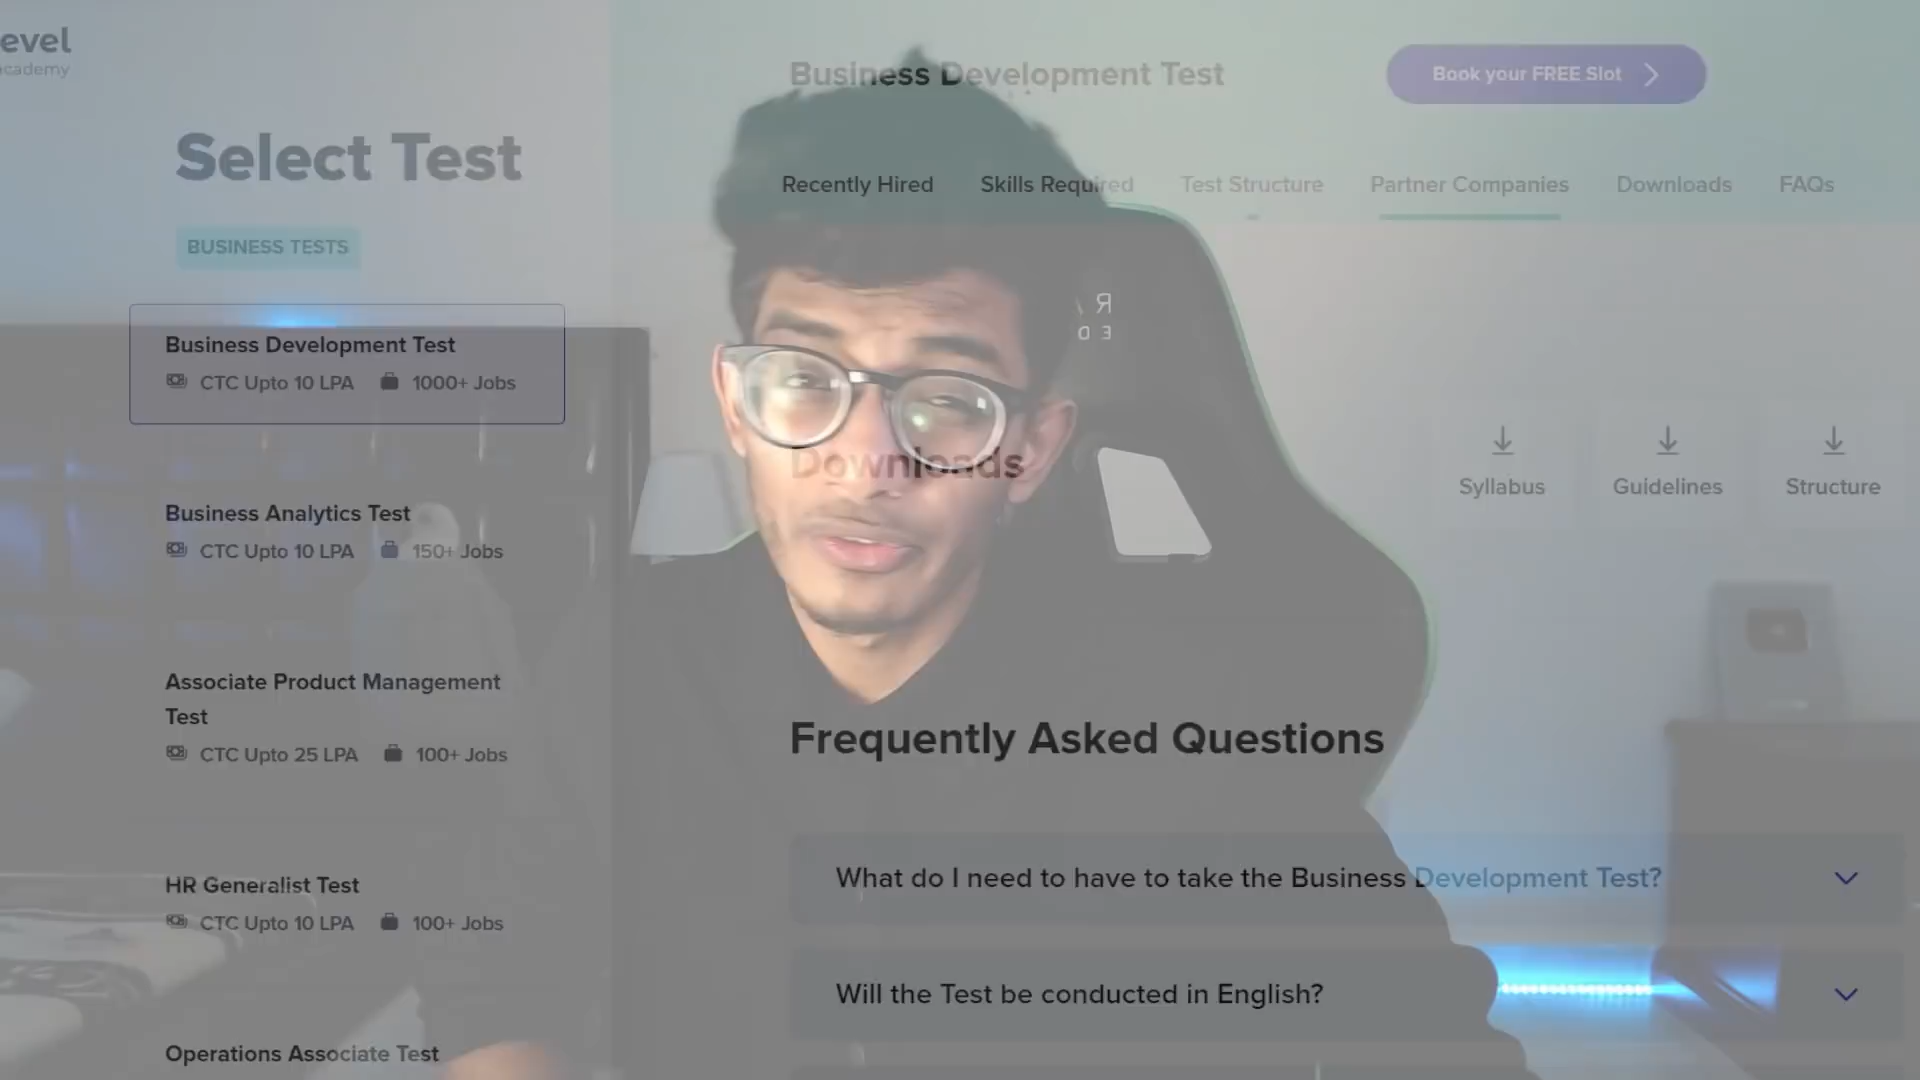 evel
academy
Select Test
BUSINESS TESTS
Business Development Test
CTC Upto 10 LPA 1000+ Jobs
Business Analytics Test
CTC Upto 10 LPA 150+ Jobs
Associate Product Management
Test
CTC Upto 25 LPA 100+ Jobs
HR Generalist Test
CTC Upto 10 LPA 100+ Jobs
Operations Associate Test
Business Development Test
Book your FREE Slot
Recently Hired Skills Required Test Structure Partner Companies Downloads FAQs
Downloads
Syllabus Guidelines Structure
Frequently Asked Questions
What do I need to have to take the Business Development Test?
Will the Test be conducted in English?